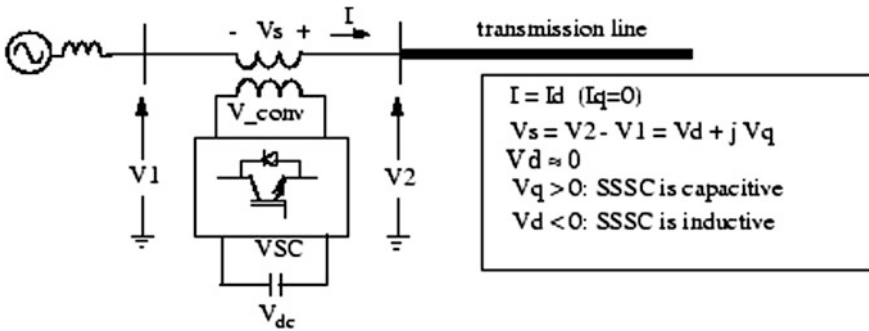 - Vs +
I
transmission line
V_conv
V1
V2
VSC
Vdc
I = Id (Iq=0)
Vs = V2 - V1 = Vd + j Vq
Vd ≈ 0
Vq > 0: SSSC is capacitive
Vd < 0: SSSC is inductive